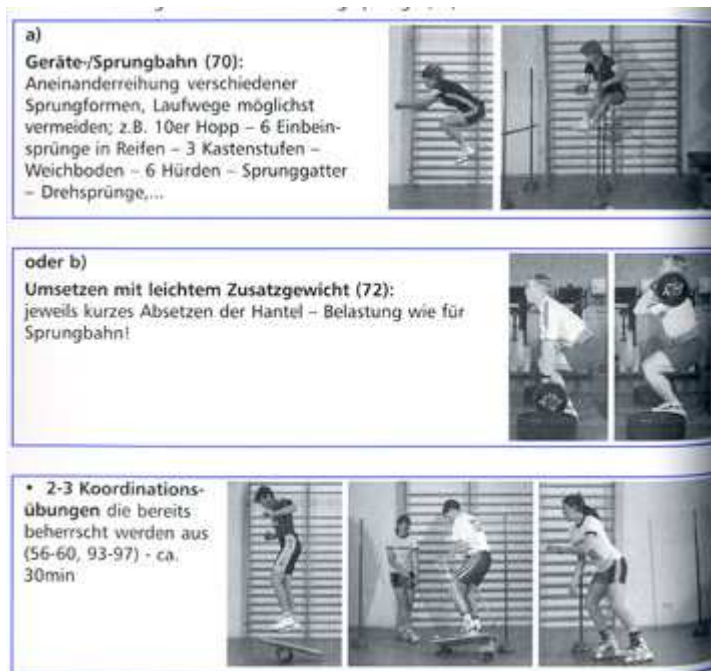 a)
Geräte-/Sprungbahn (70):
Aneinanderreihung verschiedener
Sprungformen, Laufwege möglichst
vermeiden; z.B. 10er Hopp – 6 Einbein-
sprünge in Reifen – 3 Kastenstufen –
Weichboden – 6 Hürden – Sprunggatter
– Drehsprünge,...
oder b)
Umsetzen mit leichtem Zusatzgewicht (72):
jeweils kurzes Absetzen der Hantel – Belastung wie für
Sprungbahn!
• 2-3 Koordinations-
übungen die bereits
beherrscht werden aus
(56-60, 93-97) - ca.
30min